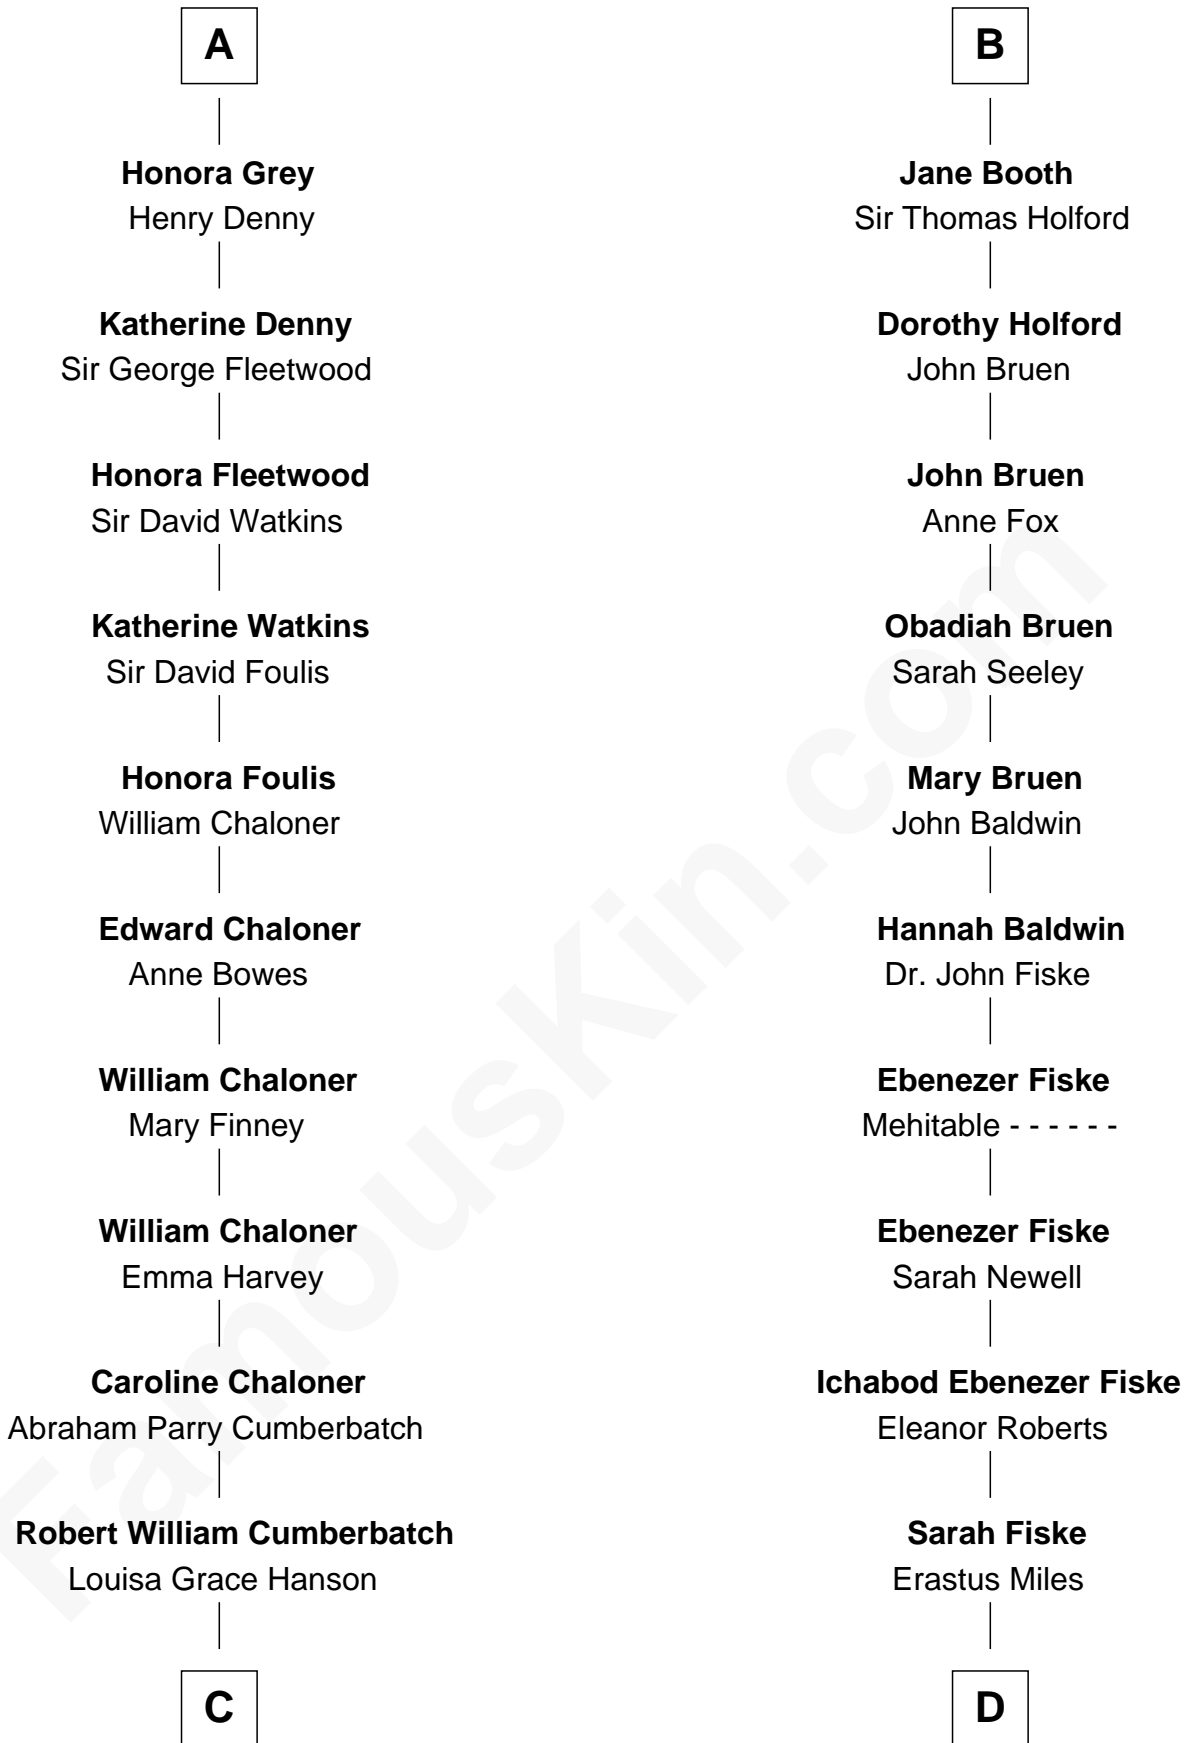 A
Honora Grey
Henry Denny
Katherine Denny
Sir George Fleetwood
Honora Fleetwood
Sir David Watkins
Katherine Watkins
Sir David Foulis
Honora Foulis
William Chaloner
Edward Chaloner
Anne Bowes
William Chaloner
Mary Finney
William Chaloner
Emma Harvey
Caroline Chaloner
Abraham Parry Cumberbatch
Robert William Cumberbatch
Louisa Grace Hanson
C
B
Jane Booth
Sir Thomas Holford
Dorothy Holford
John Bruen
John Bruen
Anne Fox
Obadiah Bruen
Sarah Seeley
Mary Bruen
John Baldwin
Hannah Baldwin
Dr. John Fiske
Ebenezer Fiske
Mehitable - - - - - -
Ebenezer Fiske
Sarah Newell
Ichabod Ebenezer Fiske
Eleanor Roberts
Sarah Fiske
Erastus Miles
D
FamousKin.com